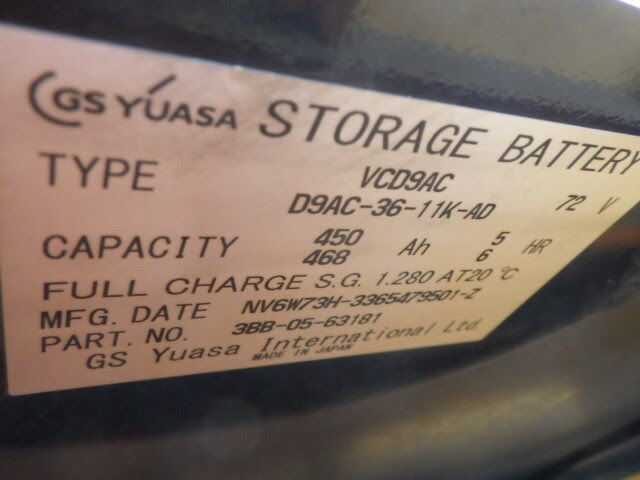 GS YUASA STORAGE BATTERY
TYPE VCD9AC
D9AC-36-11K-AD 72 V
CAPACITY 450 Ah 5 HR
468 6
FULL CHARGE S.G. 1.280 AT 20 ℃
MFG. DATE NV6W73H-3365479501-Z
PART. NO. 3BB-05-63181
GS Yuasa International Ltd.
MADE IN JAPAN